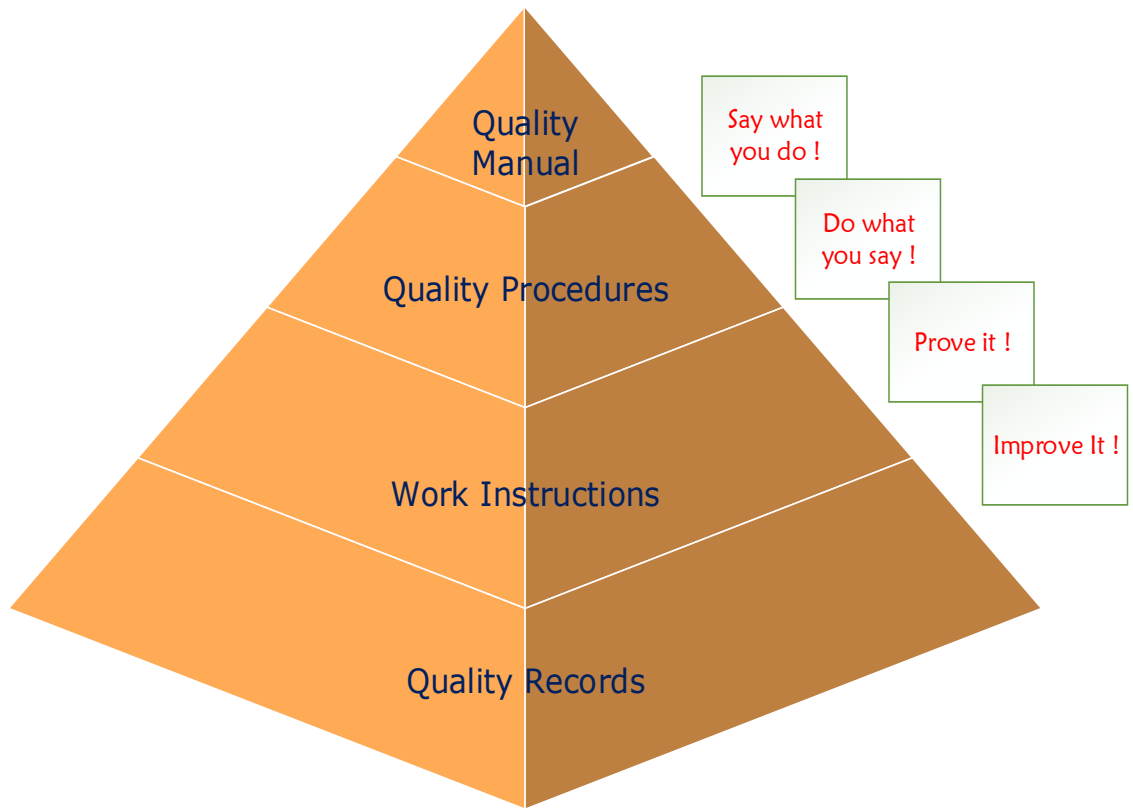 Quality
Manual
Say what
you do !
Do what
you say !
Quality Procedures
Prove it !
Improve It !
Work Instructions
Quality Records